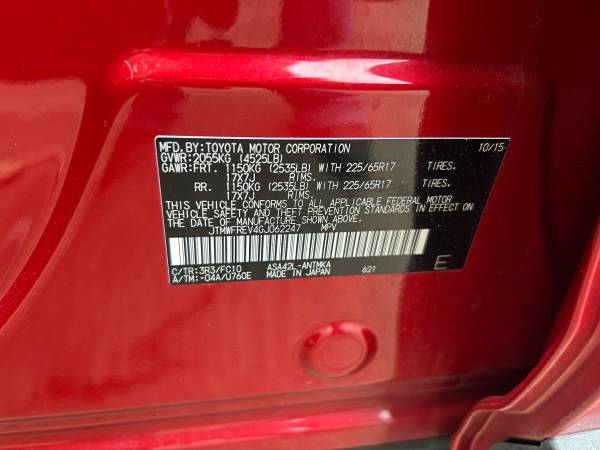 MFD.BY:TOYOTA MOTOR CORPORATION 10/15
GVWR:2055KG (4525LB)
GAWR:FRT. 1150KG (2535LB) WITH 225/65R17 TIRES.
17X7J RIMS.
RR. 1150KG (2535LB) WITH 225/65R17 TIRES.
17X7J RIMS.
THIS VEHICLE CONFORMS TO ALL APPLICABLE FEDERAL MOTOR
VEHICLE SAFETY AND BUMPER STANDARDS IN EFFECT ON
THE DATE OF MANUFACTURE SHOWN ABOVE.
JTMWFREV4GJ062247 MPV
C/TR:3R3/FC10 ASA42L-ANTMKA
A/TM:-04A/U760E MADE IN JAPAN 621 E